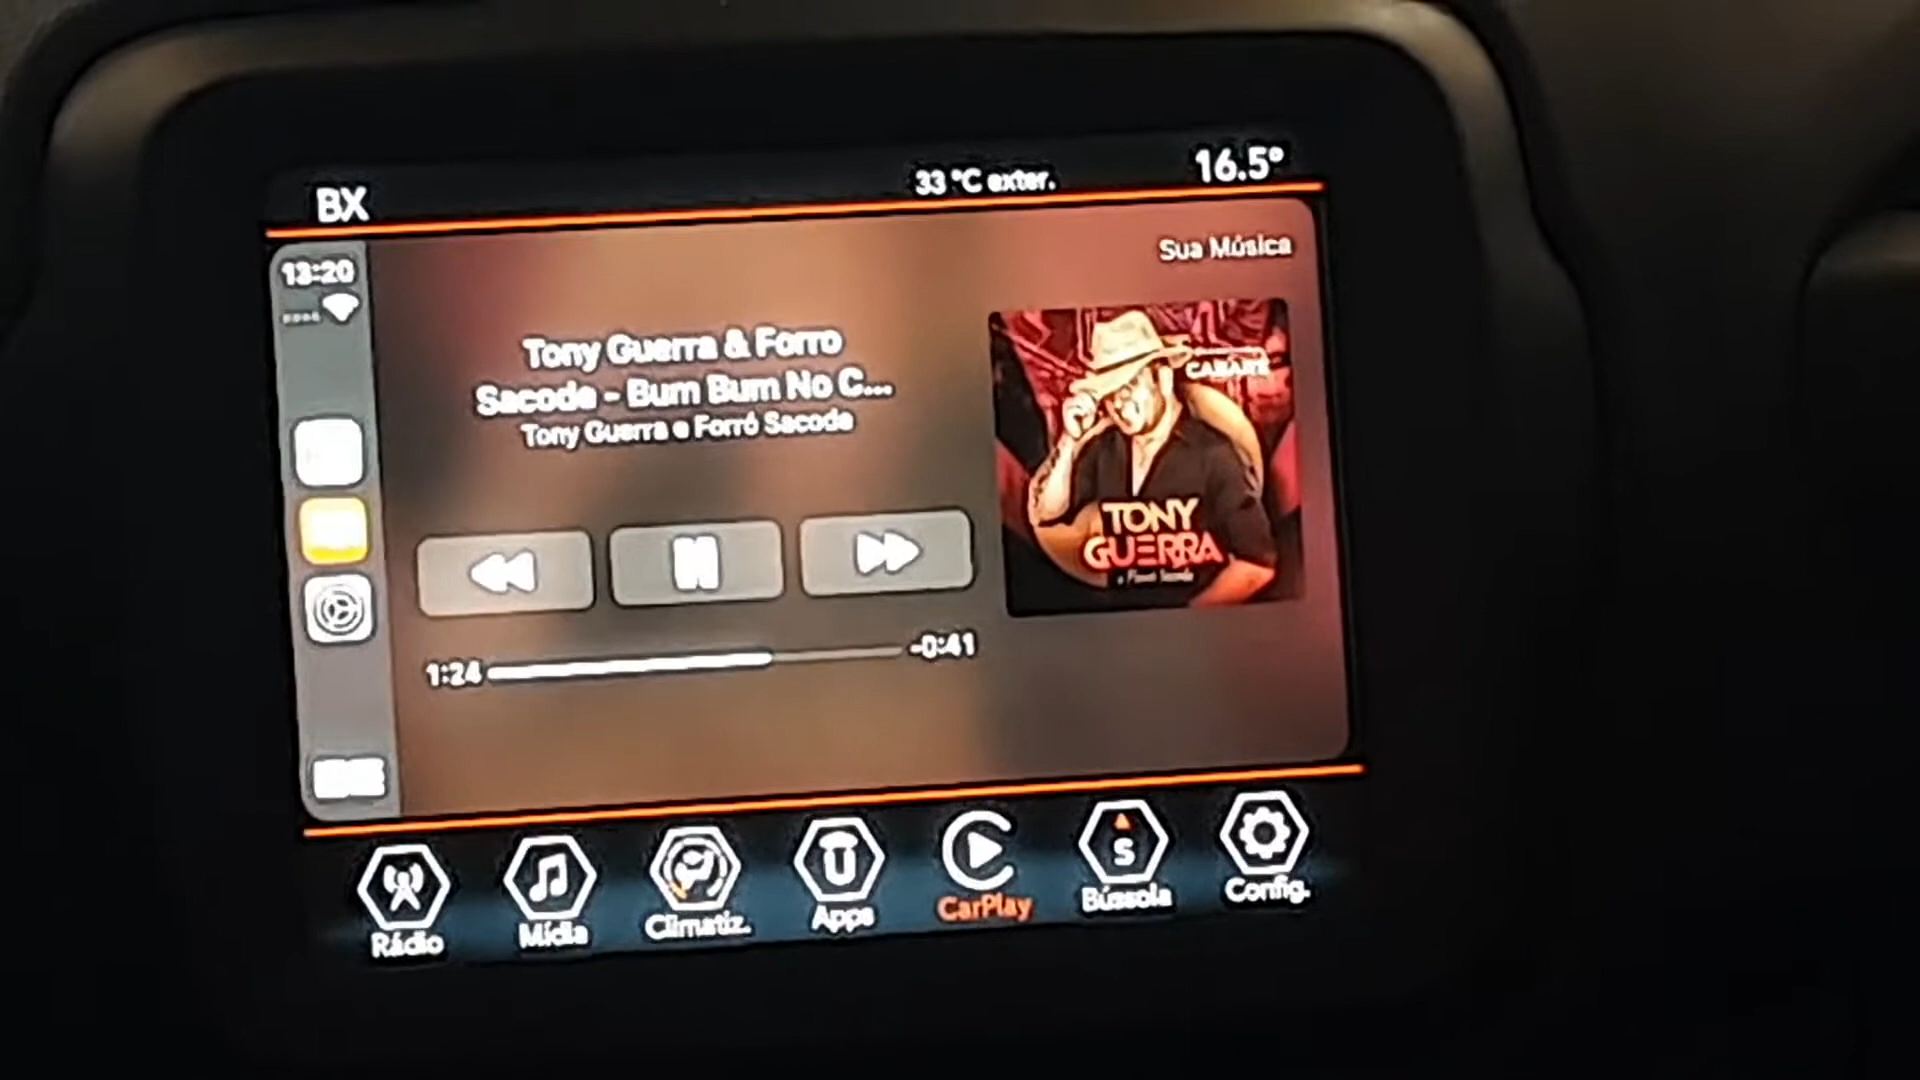 BX
33 °C exter.
16.5°
13:20
Sua Música
Tony Guerra & Forro
Sacode - Bum Bum No C...
Tony Guerra e Forró Sacode
CABARÉ
TONY
GUERRA
1:24
-0:41
Rádio
Mídia
Climatiz.
U
Apps
CarPlay
S
Bússola
Config.